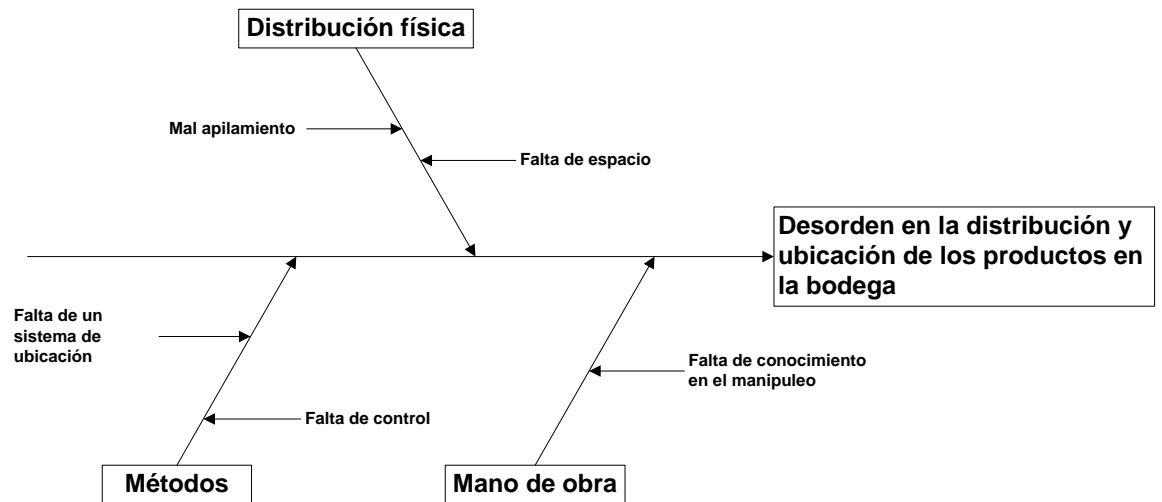 Distribución física
Mal apilamiento
Falta de espacio
Desorden en la distribución y
ubicación de los productos en
la bodega
Falta de un
sistema de
ubicación
Falta de conocimiento
en el manipuleo
Falta de control
Métodos
Mano de obra